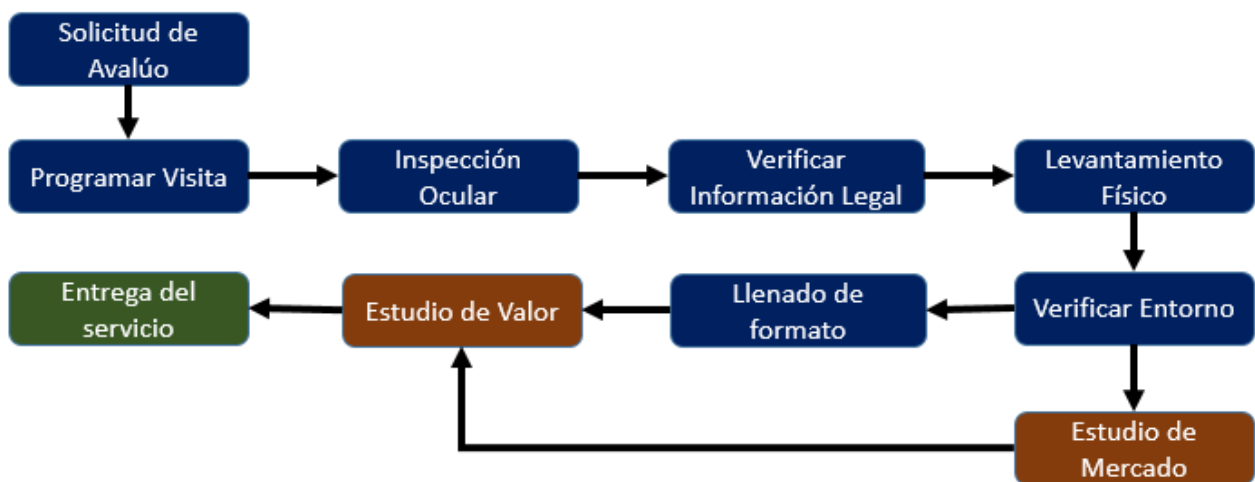 Solicitud de
Avalúo
Programar Visita
Inspección
Ocular
Verificar
Información Legal
Levantamiento
Físico
Entrega del
servicio
Estudio de Valor
Llenado de
formato
Verificar Entorno
Estudio de
Mercado